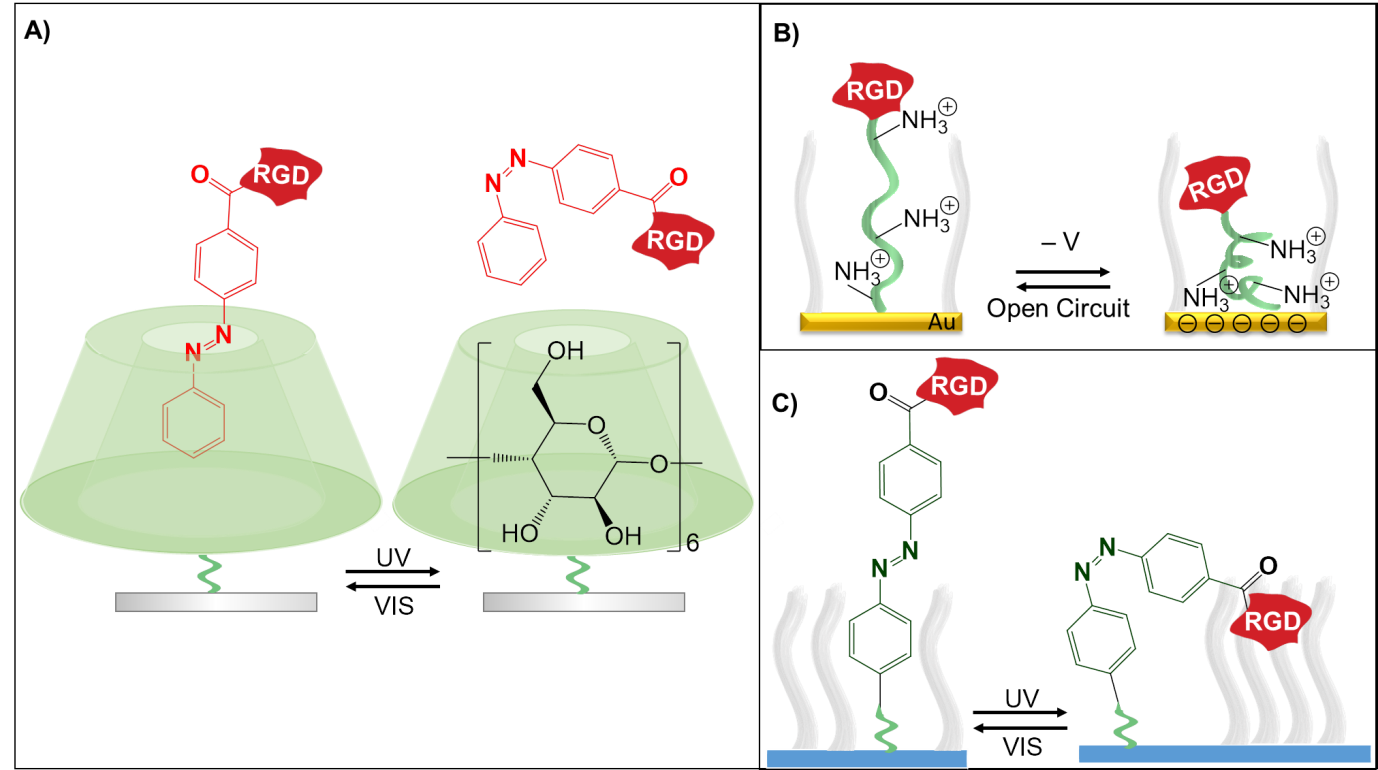 A)
O
RGD
N
N
N
N
O
RGD
OH
O
O
HO
OH
6
UV
VIS
B)
RGD
NH3⊕
NH3⊕
NH3⊕
Au
– V
Open Circuit
RGD
NH3⊕
NH3⊕
NH3⊕
⊖ ⊖ ⊖ ⊖ ⊖
C)
O
RGD
N
N
N
N
O
RGD
UV
VIS